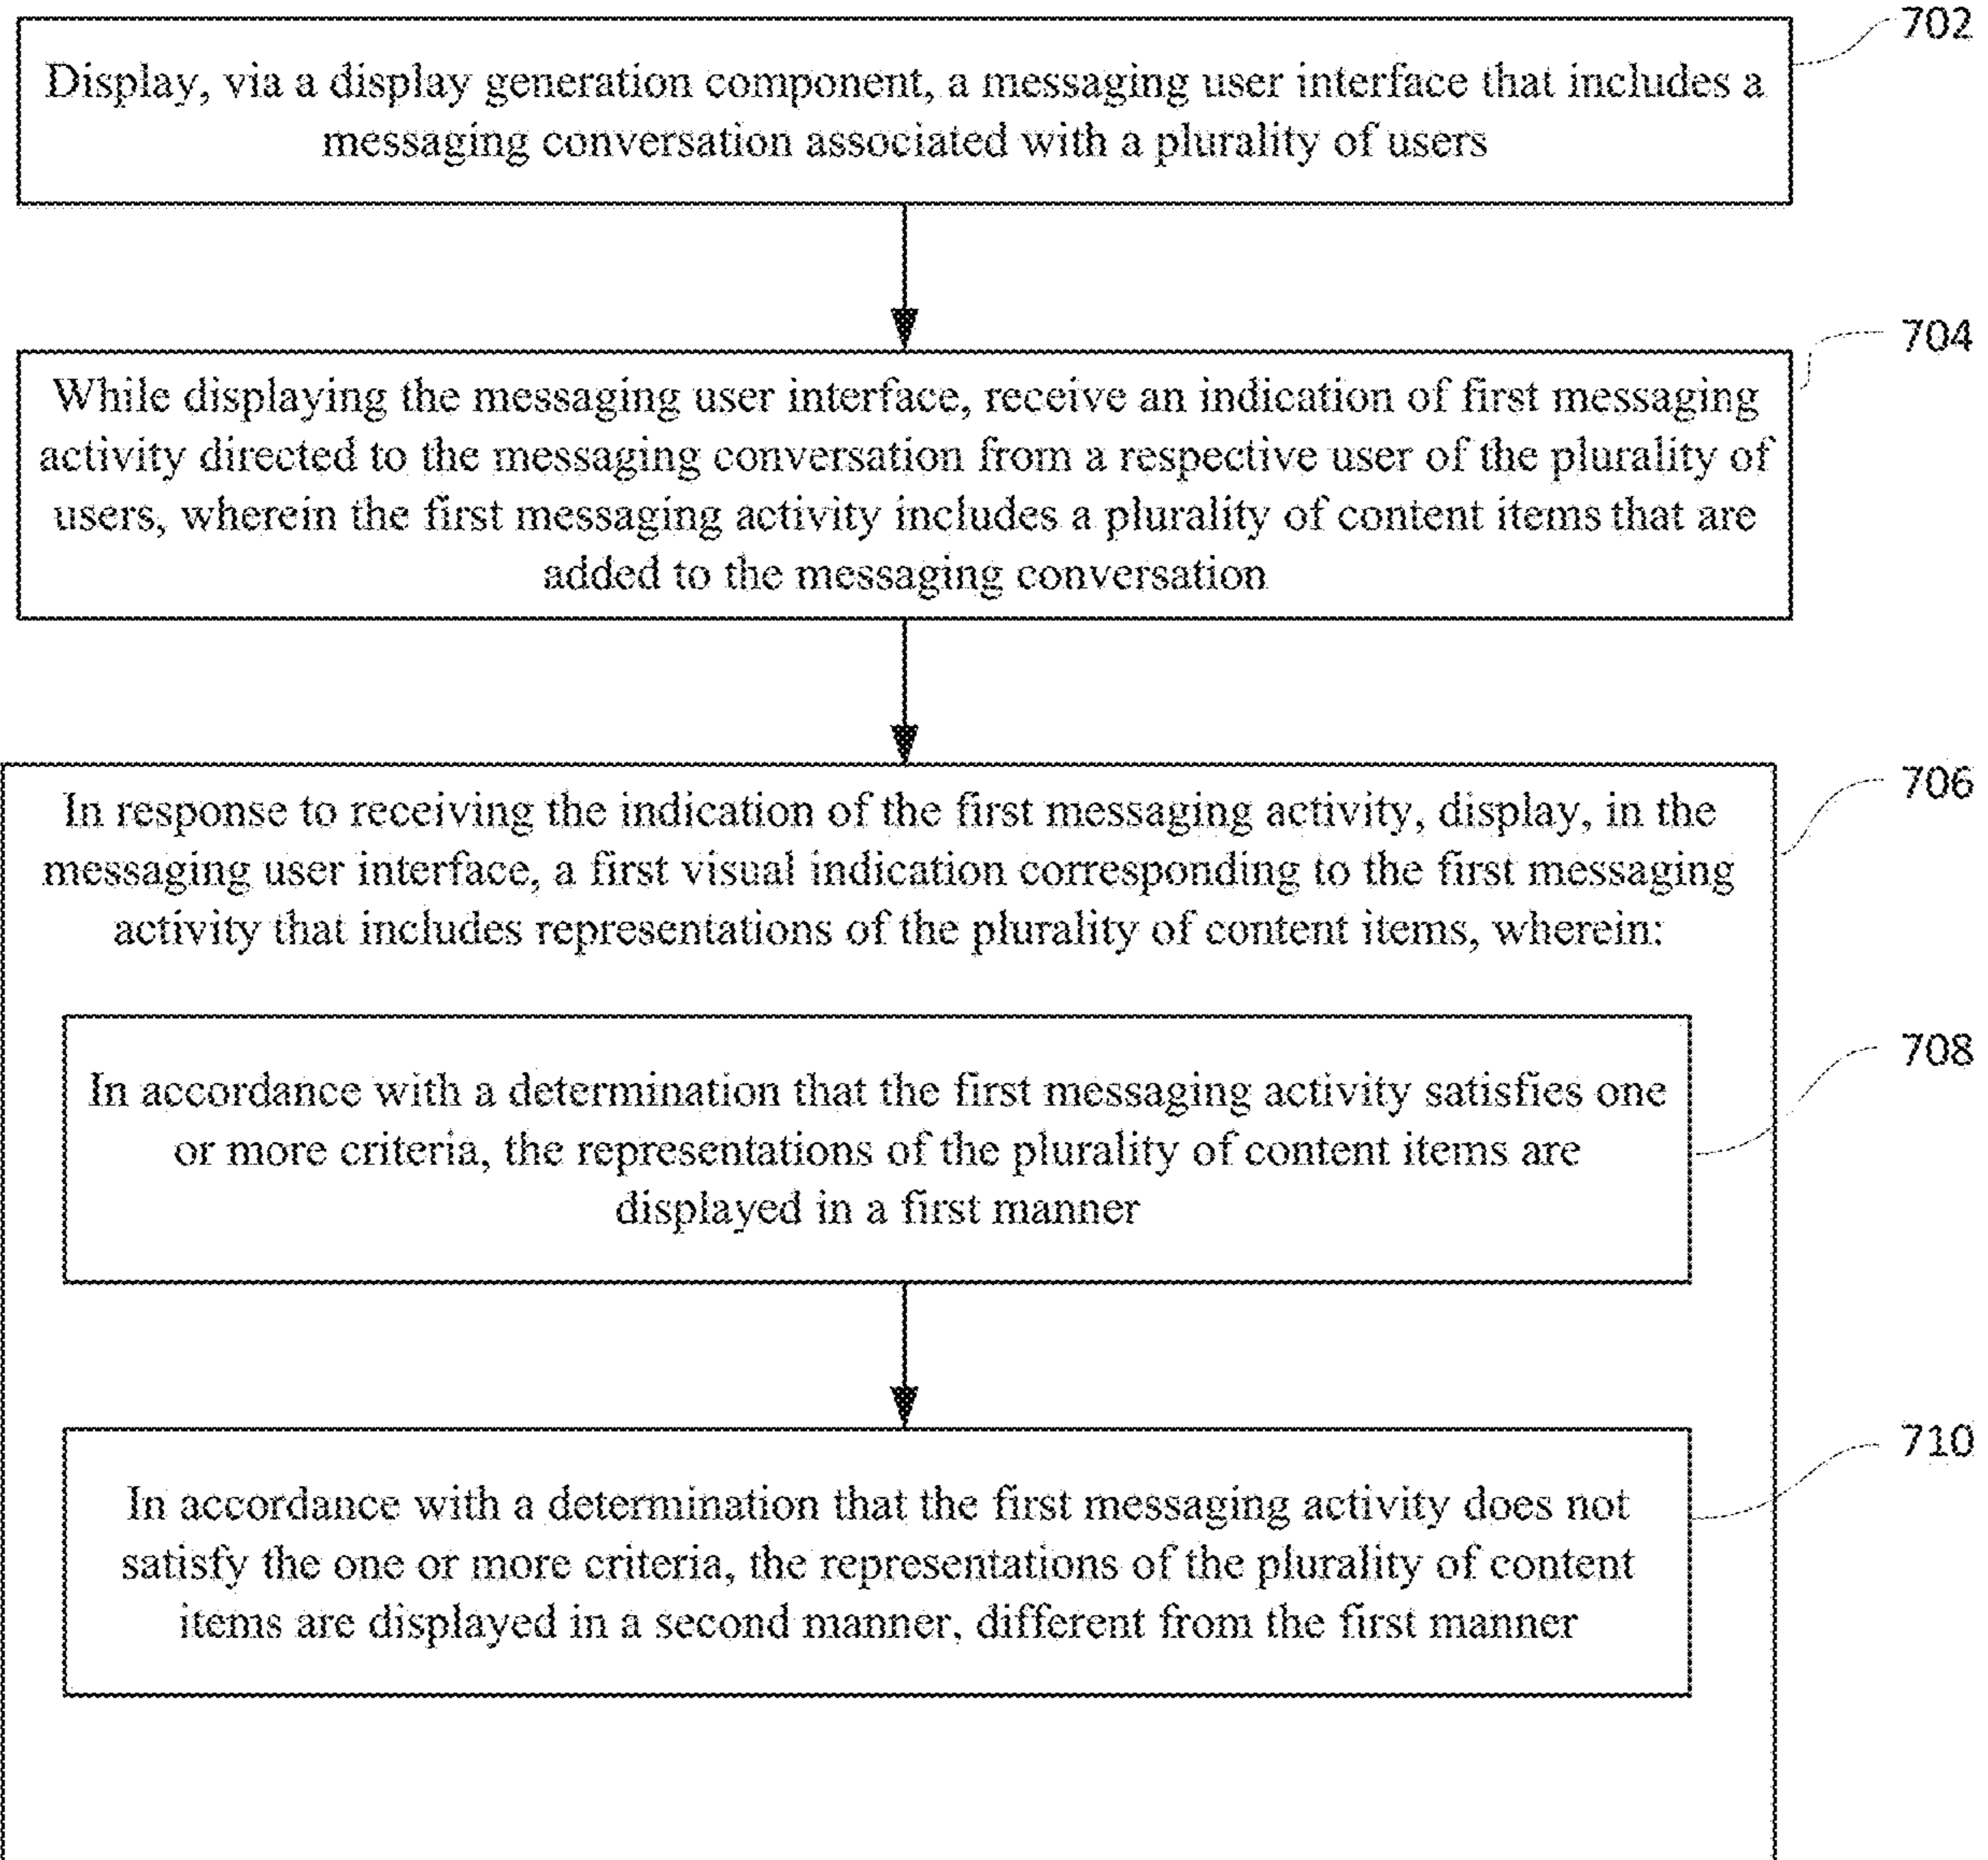 702
Display, via a display generation component, a messaging user interface that includes a
messaging conversation associated with a plurality of users
704
While displaying the messaging user interface, receive an indication of first messaging
activity directed to the messaging conversation from a respective user of the plurality of
users, wherein the first messaging activity includes a plurality of content items that are
added to the messaging conversation
706
In response to receiving the indication of the first messaging activity, display, in the
messaging user interface, a first visual indication corresponding to the first messaging
activity that includes representations of the plurality of content items, wherein:
708
In accordance with a determination that the first messaging activity satisfies one
or more criteria, the representations of the plurality of content items are
displayed in a first manner
710
In accordance with a determination that the first messaging activity does not
satisfy the one or more criteria, the representations of the plurality of content
items are displayed in a second manner, different from the first manner